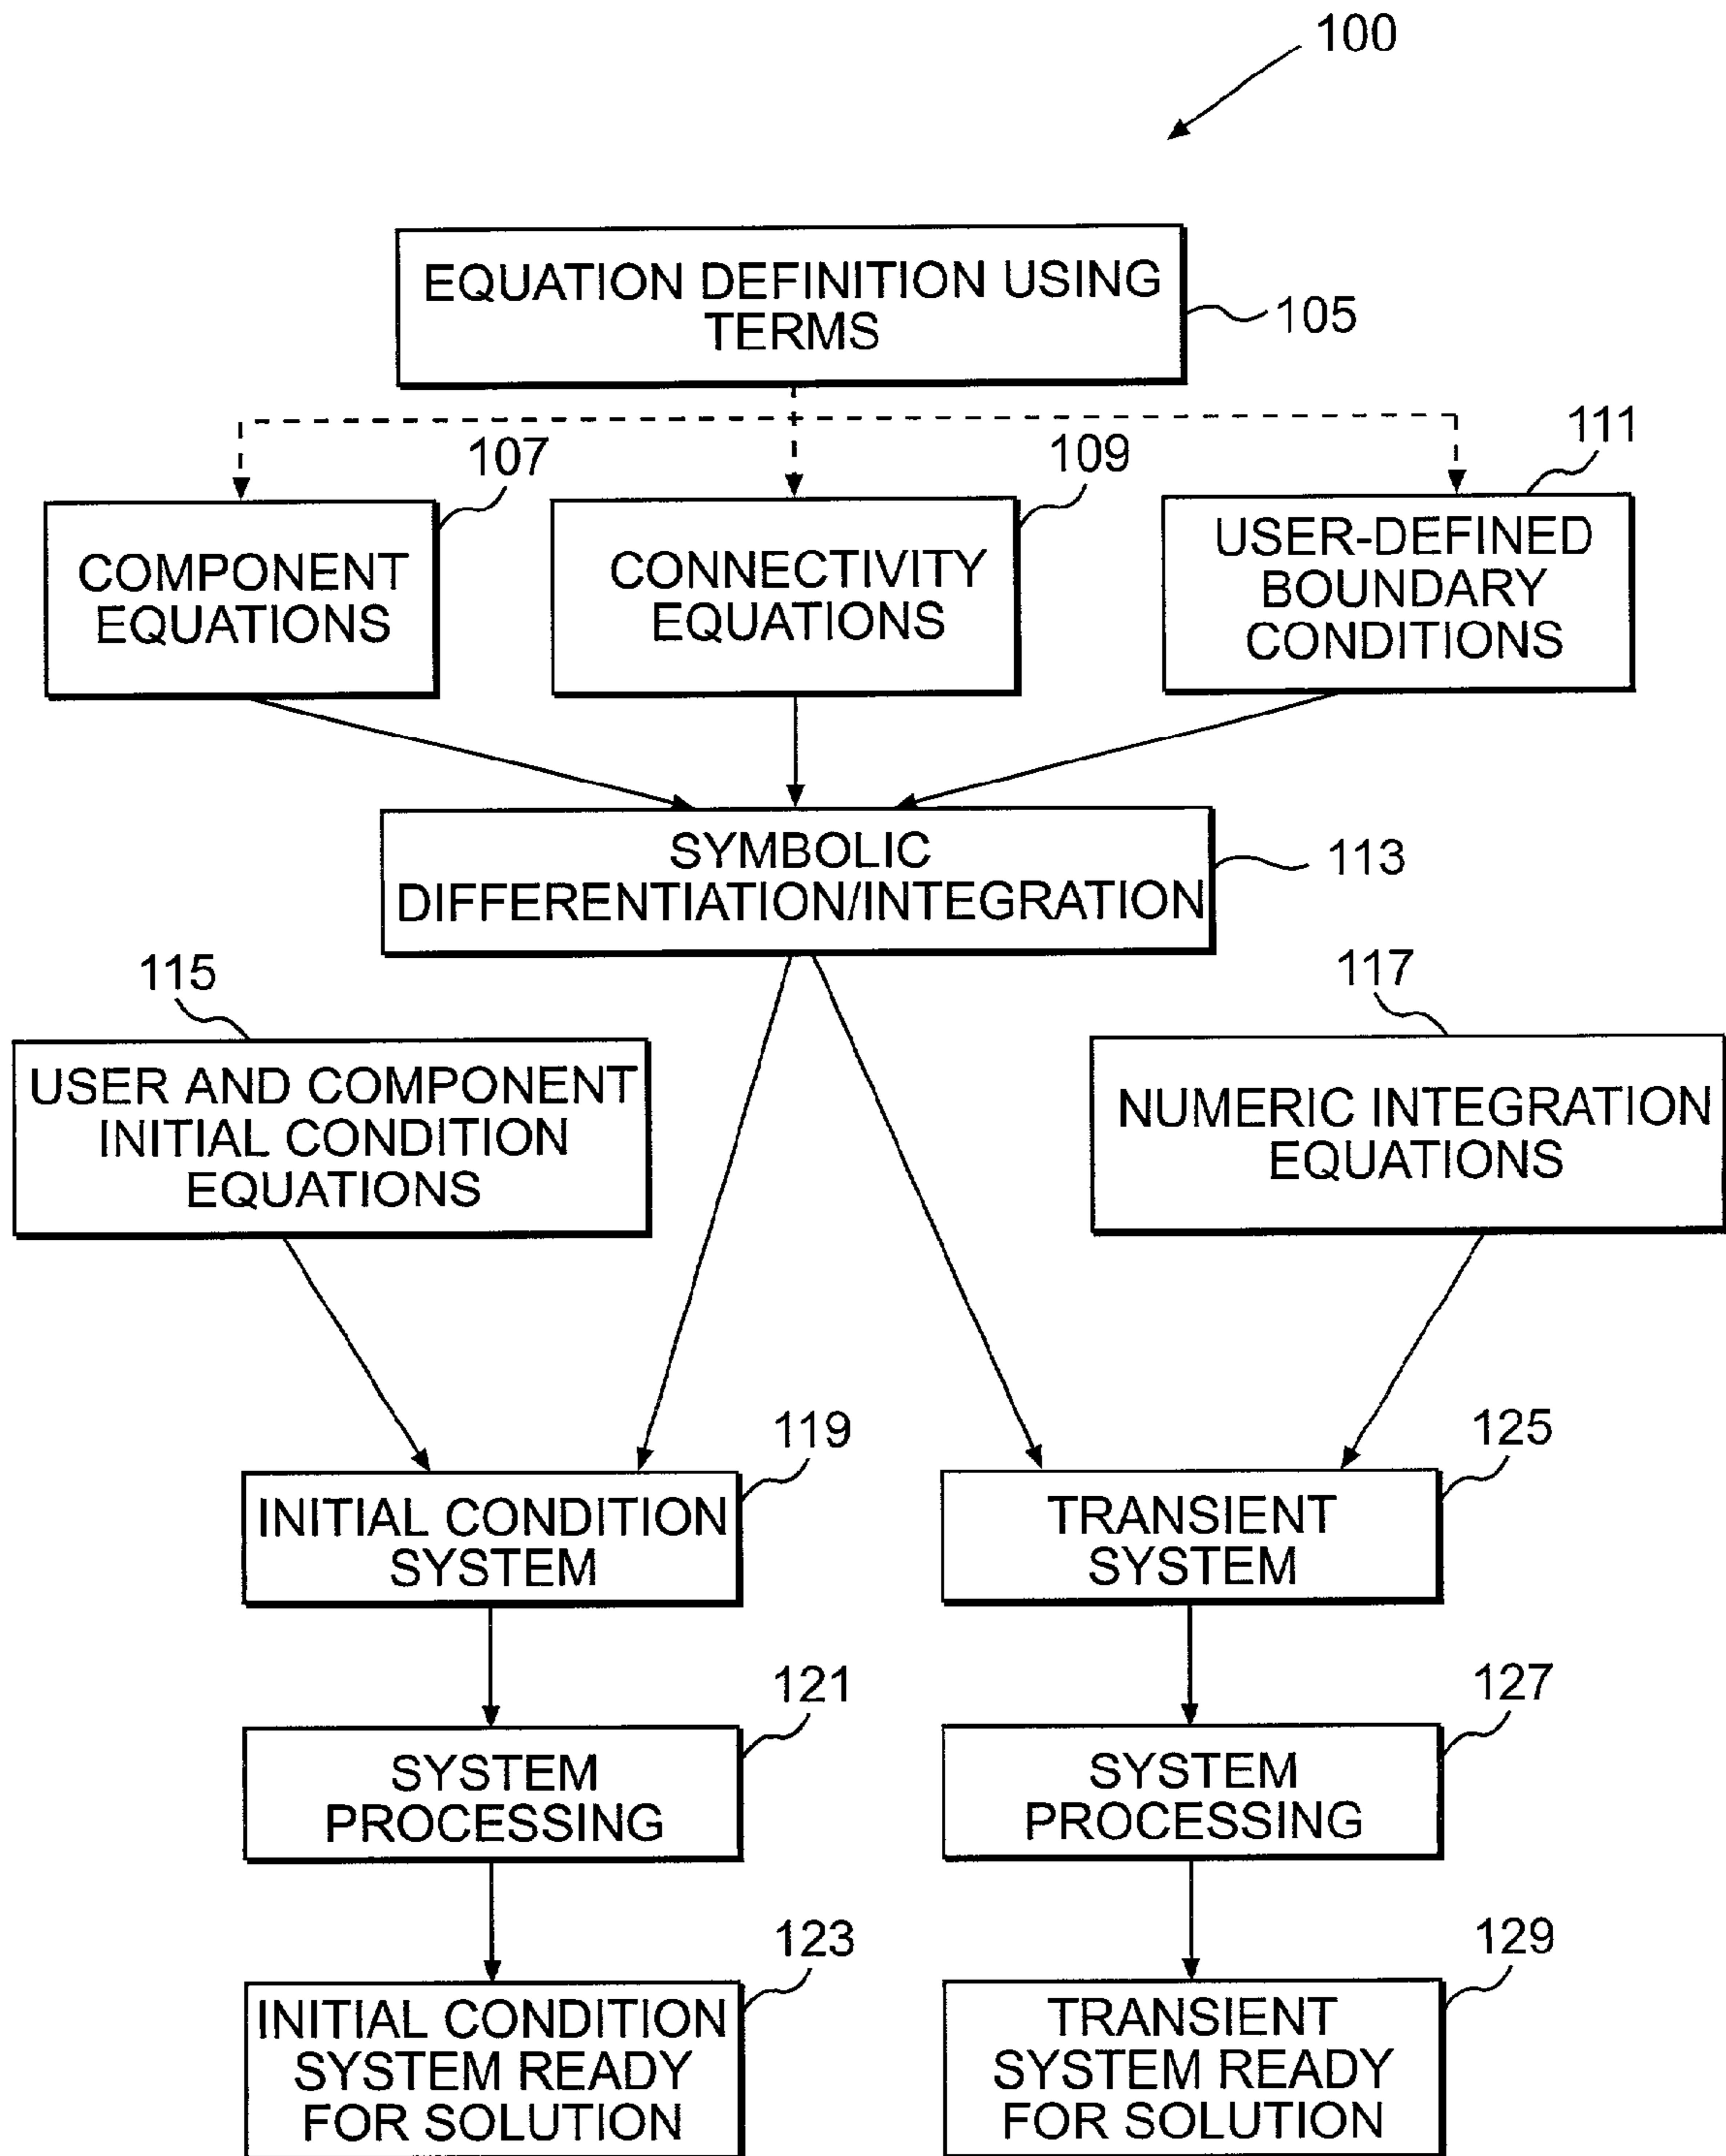 100
EQUATION DEFINITION USING
TERMS
105
107
109
111
COMPONENT
EQUATIONS
CONNECTIVITY
EQUATIONS
USER-DEFINED
BOUNDARY
CONDITIONS
SYMBOLIC
DIFFERENTIATION/INTEGRATION
113
115
117
USER AND COMPONENT
INITIAL CONDITION
EQUATIONS
NUMERIC INTEGRATION
EQUATIONS
119
125
INITIAL CONDITION
SYSTEM
TRANSIENT
SYSTEM
121
127
SYSTEM
PROCESSING
SYSTEM
PROCESSING
123
129
INITIAL CONDITION
SYSTEM READY
FOR SOLUTION
TRANSIENT
SYSTEM READY
FOR SOLUTION